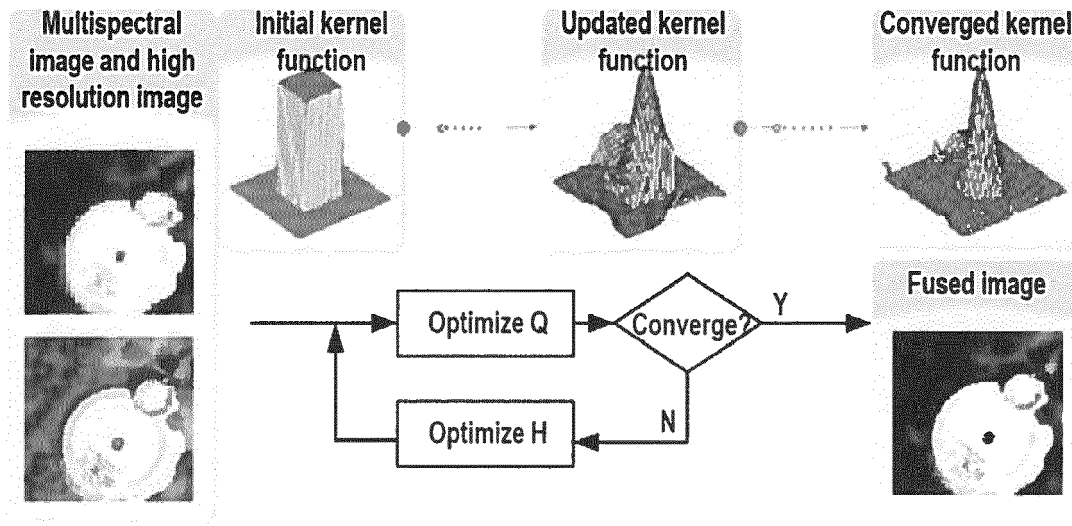 Multispectral
image and high
resolution image
Initial kernel
function
Updated kernel
function
Converged kernel
function
Optimize Q
Converge?
Y
N
Optimize H
Fused image